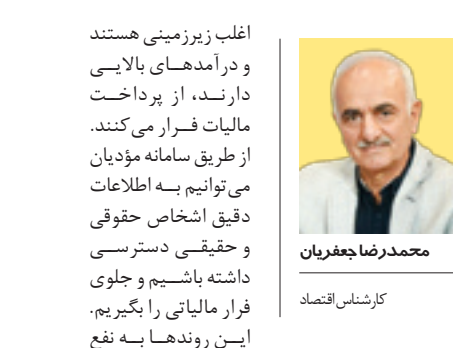 محمدرضا جعفریان
کارشناس اقتصاد
اغلب زیرزمینی هستند
و درآمدهای بالایی
دارند، از پرداخت
مالیات فرار می‌کنند.
از طریق سامانه مؤدیان
می‌توانیم به اطلاعات
دقیق اشخاص حقوقی
و حقیقی دسترسی
داشته باشیم و جلوی
فرار مالیاتی را بگیریم.
این روندها به نفع